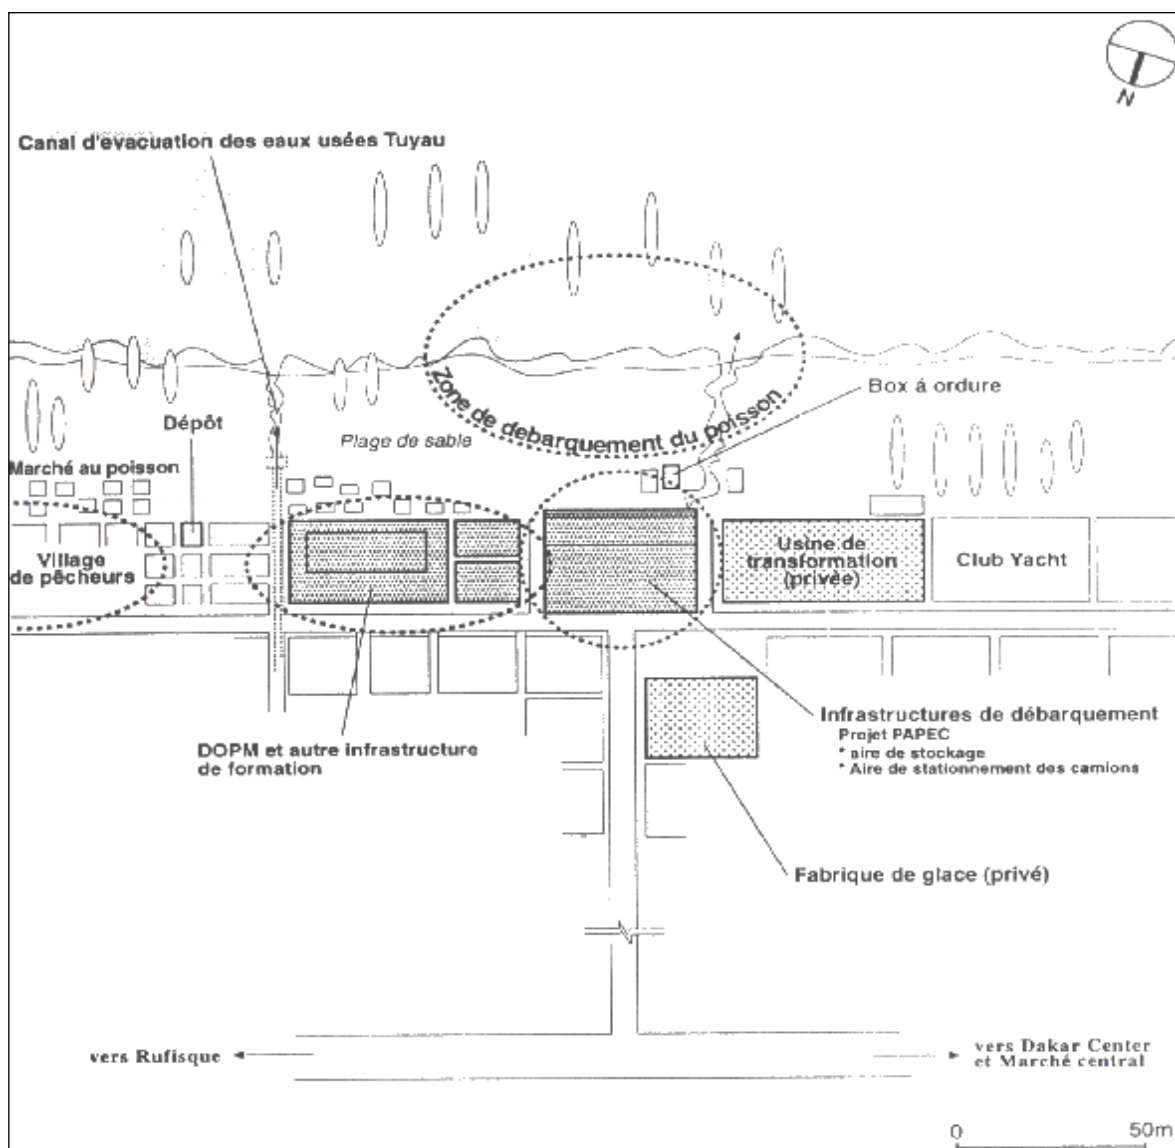 N
Canal d'évacuation des eaux usées Tuyau
Zone de debarquement du poisson
Box á ordure
Dépôt
Plage de sable
Marché au poisson
Village
de pêcheurs
Usine de
transformation
(privée)
Club Yacht
Infrastructures de débarquement
Projet PAPEC
* aire de stockage
* Aire de stationnement des camions
DOPM et autre infrastructure
de formation
Fabrique de glace (privé)
vers Rufisque
vers Dakar Center
et Marché central
0 50m